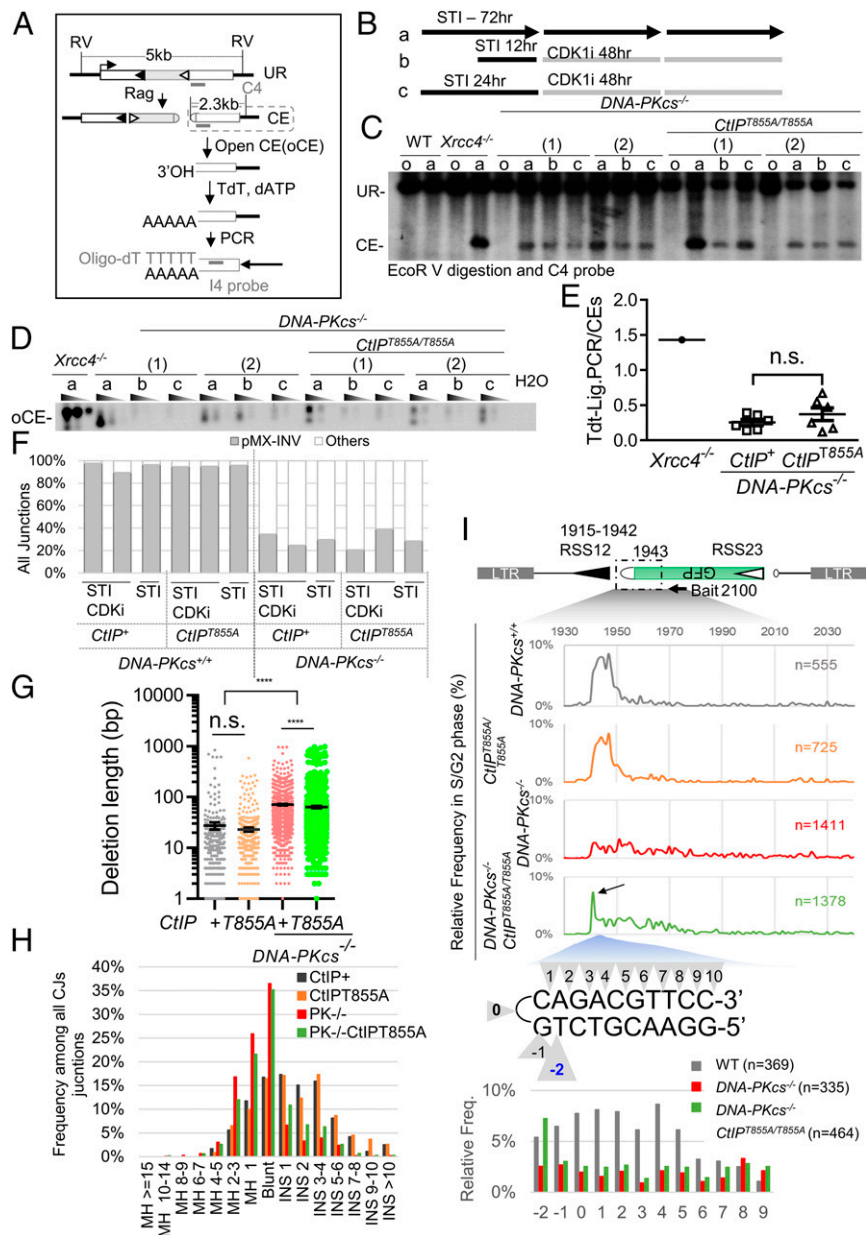 A
RV
RV
5kb
UR
Rag
C4
2.3kb
CE
Open CE(oCE)
3'OH
TdT, dATP
AAAAA
PCR
Oligo-dT TTTTT
AAAAA
I4 probe
B
a
STI – 72hr
b
STI 12hr
CDK1i 48hr
c
STI 24hr
CDK1i 48hr
C
DNA-PKcs-/-
CtIPT855A/T855A
WT Xrcc4-/- (1) (2) (1) (2)
o a o a o a b c a b c o a b c o a b c
UR-
CE-
EcoR V digestion and C4 probe
D
DNA-PKcs-/-
CtIPT855A/T855A
Xrcc4-/- (1) (2) (1) (2)
a a b c a b c a b c a b c H2O
oCE-
E
Tdt-Lig.PCR/CEs
2.0
1.5
1.0
0.5
0.0
n.s.
Xrcc4-/- CtIP+ CtIPT855A
DNA-PKcs-/-
F
pMX-INV Others
All Junctions
100%
80%
60%
40%
20%
STI STI STI STI STI STI STI STI
CDKi CDKi CDKi CDKi
CtIP+ CtIPT855A CtIP+ CtIPT855A
DNA-PKcs+/+ DNA-PKcs-/-
G
Deletion length (bp)
10000
1000
100
10
1
****
n.s. ****
CtIP +T855A+T855A
DNA-PKcs-/-
H
Frequency among all CJs
jucntions
40%
35%
30%
25%
20%
15%
10%
5%
0%
CtIP+
CtIPT855A
PK-/-
PK-/-CtIPT855A
MH >=15
MH 10-14
MH 8-9
MH 6-7
MH 4-5
MH 2-3
MH 1
Blunt
INS 1
INS 2
INS 3-4
INS 5-6
INS 7-8
INS 9-10
INS >10
I
1915-1942
RSS12 1943 RSS23
LTR GFP LTR
Bait 2100
1930 1950 1970 1990 2010 2030
Relative Frequency in S/G2 phase (%)
DNA-PKcs+/+
10%
0%
n=555
CtIPT855A/T855A
10%
0%
n=725
DNA-PKcs-/-
10%
0%
n=1411
DNA-PKcs-/-
CtIPT855A/T855A
10%
0%
n=1378
1 2 3 4 5 6 7 8 9 10
0
CAGACGTTCC-3'
GTCTGCAAGG-5'
-1
-2
WT (n=369)
DNA-PKcs-/- (n=335)
DNA-PKcs-/-
CtIPT855A/T855A (n=464)
Relative Freq.
10%
5%
0%
-2 -1 0 1 2 3 4 5 6 7 8 9